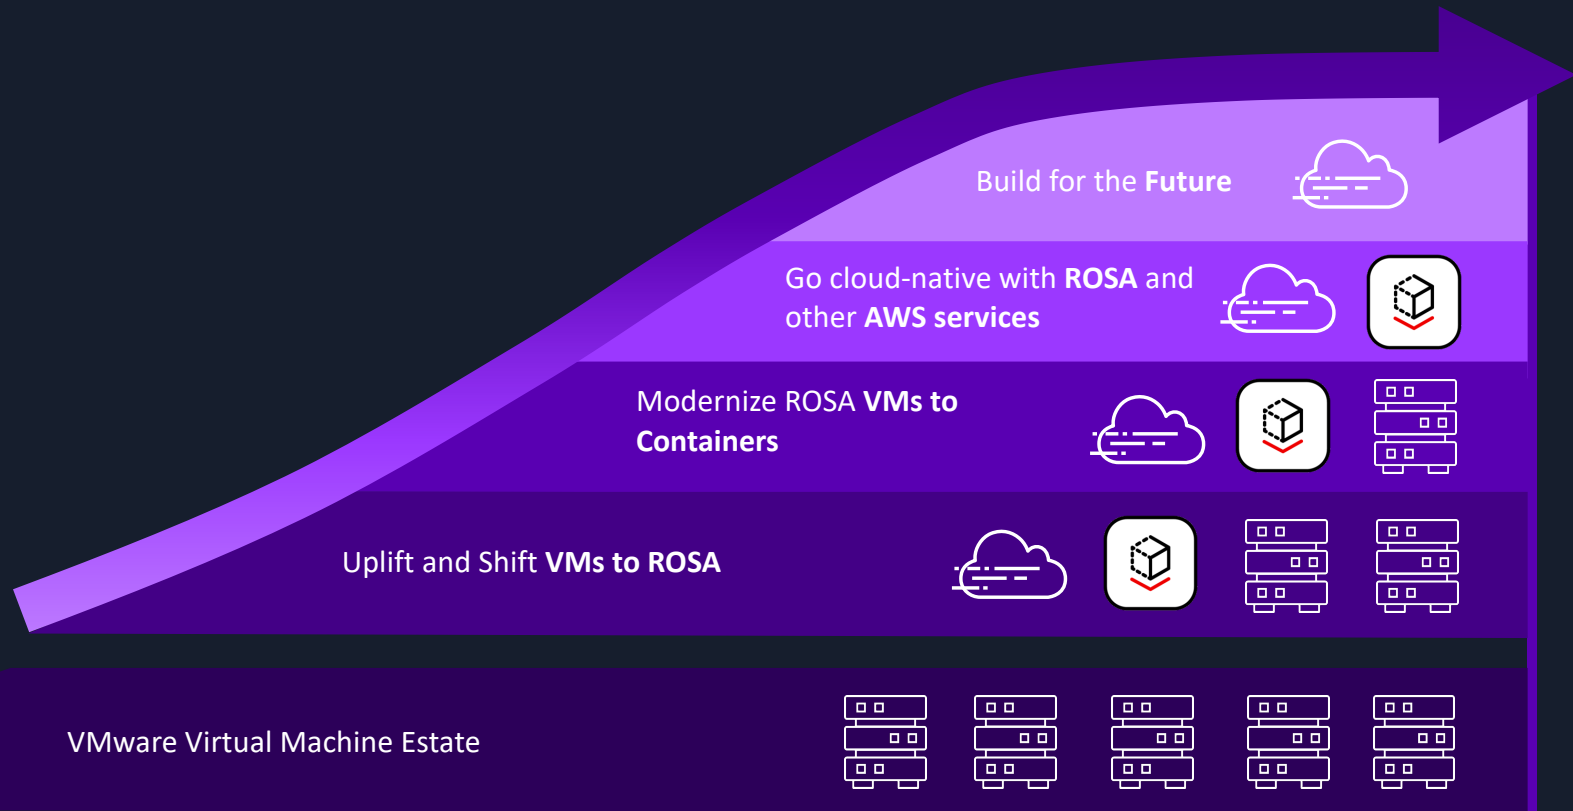 Build for the Future
Go cloud-native with ROSA and
other AWS services
Modernize ROSA VMs to
Containers
Uplift and Shift VMs to ROSA
VMware Virtual Machine Estate